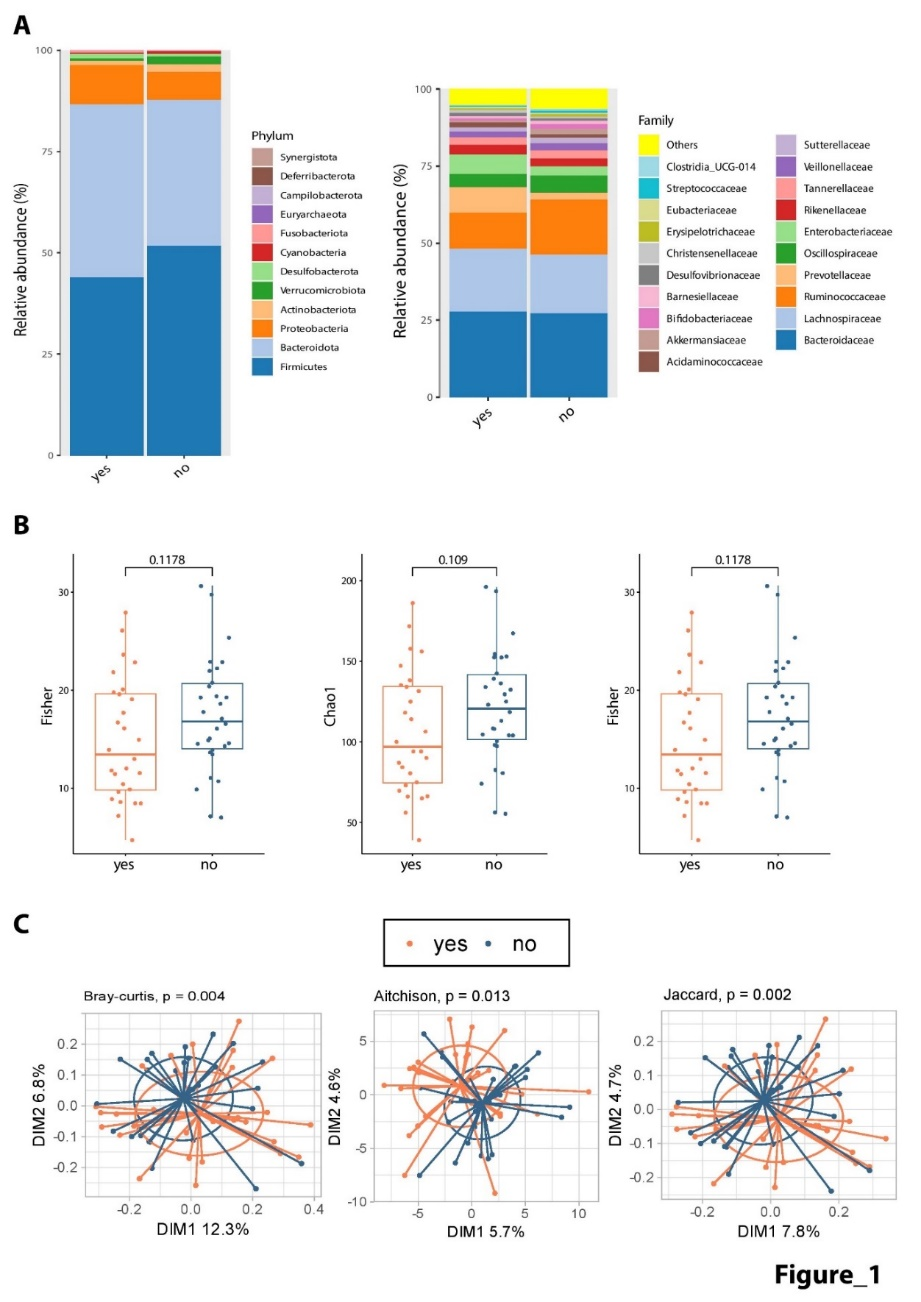 A
100
75
50
25
0
Relative abundance (%)
yes
no
Phylum
Synergistota
Deferribacterota
Campilobacterota
Euryarchaeota
Fusobacteriota
Cyanobacteria
Desulfobacterota
Verrucomicrobiota
Actinobacteriota
Proteobacteria
Bacteroidota
Firmicutes
100
75
50
25
0
Relative abundance (%)
yes
no
Family
Others
Clostridia_UCG-014
Streptococcaceae
Eubacteriaceae
Erysipelotrichaceae
Christensenellaceae
Desulfovibrionaceae
Barnesiellaceae
Bifidobacteriaceae
Akkermansiaceae
Acidaminococcaceae
Sutterellaceae
Veillonellaceae
Tannerellaceae
Rikenellaceae
Enterobacteriaceae
Oscillospiraceae
Prevotellaceae
Ruminococcaceae
Lachnospiraceae
Bacteroidaceae
B
0.1178
30
20
10
Fisher
yes
no
0.109
200
150
100
50
Chao1
yes
no
0.1178
30
20
10
Fisher
yes
no
C
yes
no
Bray-curtis, p = 0.004
0.2
0.1
0.0
-0.1
-0.2
DIM2 6.8%
-0.2
0.0
0.2
0.4
DIM1 12.3%
Aitchison, p = 0.013
5
0
-5
-10
DIM2 4.6%
-5
0
5
10
DIM1 5.7%
Jaccard, p = 0.002
0.2
0.1
0.0
-0.1
-0.2
DIM2 4.7%
-0.2
0.0
0.2
DIM1 7.8%
Figure_1